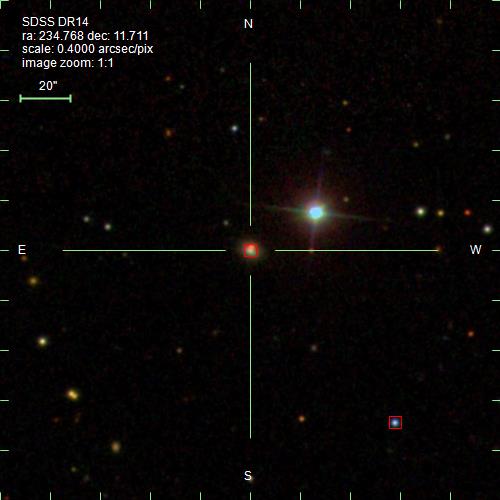 SDSS DR14
ra: 234.768 dec: 11.711
scale: 0.4000 arcsec/pix
image zoom: 1:1
20"
N
E
W
S